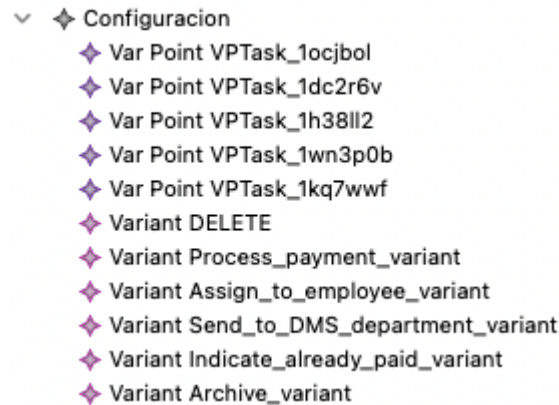 Configuracion
Var Point VPTask_1ocjbol
Var Point VPTask_1dc2r6v
Var Point VPTask_1h38ll2
Var Point VPTask_1wn3p0b
Var Point VPTask_1kq7wwf
Variant DELETE
Variant Process_payment_variant
Variant Assign_to_employee_variant
Variant Send_to_DMS_department_variant
Variant Indicate_already_paid_variant
Variant Archive_variant